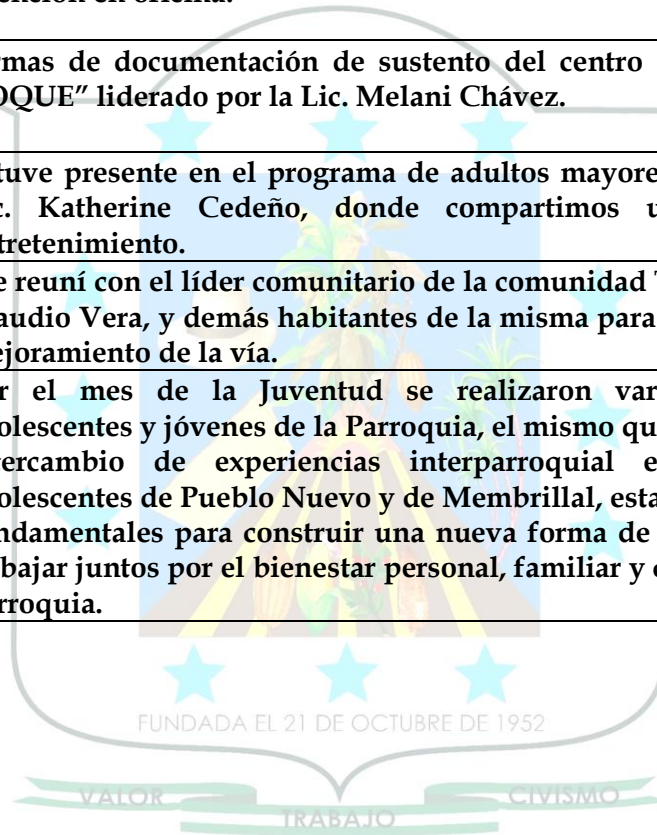 ención en oficina.
rmas de documentación de sustento del centro
OQUE” liderado por la Lic. Melani Chávez.
tuve presente en el programa de adultos mayore
c. Katherine Cedeño, donde compartimos u
tretenimiento.
e reuní con el líder comunitario de la comunidad T
audio Vera, y demás habitantes de la misma para
ejoramiento de la vía.
r el mes de la Juventud se realizaron var
olescentes y jóvenes de la Parroquia, el mismo qu
tercambio de experiencias interparroquial e
olescentes de Pueblo Nuevo y de Membrillal, esta
ndamentales para construir una nueva forma de
bajar juntos por el bienestar personal, familiar y
rroquia.
FUNDADA EL 21 DE OCTUBRE DE 1952
VALOR
TRABAJO
CIVISMO